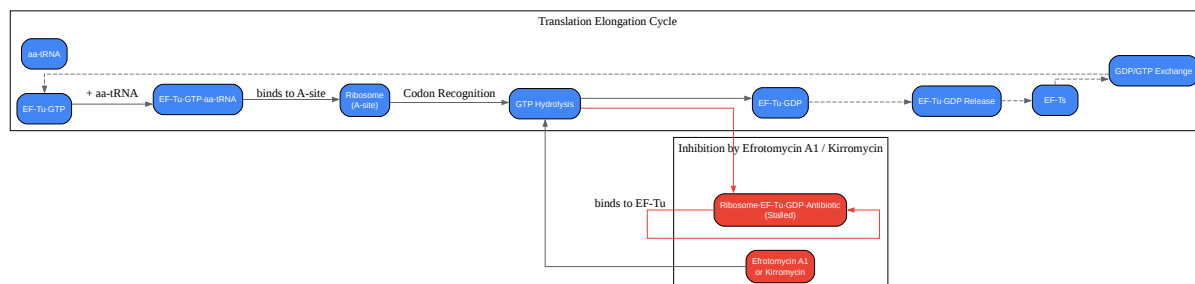 Translation Elongation Cycle
aa-tRNA
GDP/GTP Exchange
EF-Tu·GTP
+ aa-tRNA
EF-Tu·GTP·aa-tRNA
binds to A-site
Ribosome
(A-site)
Codon Recognition
GTP Hydrolysis
EF-Tu·GDP
EF-Tu·GDP Release
EF-Ts
Inhibition by Efrotomycin A1 / Kirromycin
binds to EF-Tu
Ribosome·EF-Tu·GDP·Antibiotic
(Stalled)
Efrotomycin A1
or Kirromycin